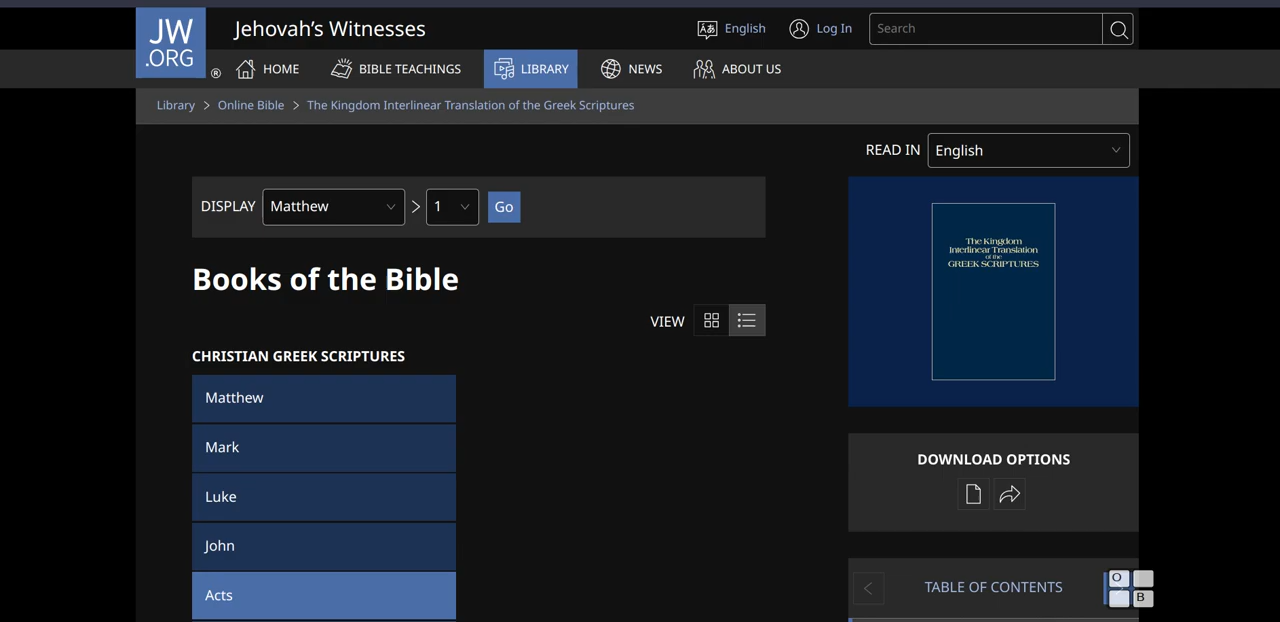 JW
.ORG
®
Jehovah's Witnesses
English
Log In
Search
HOME
BIBLE TEACHINGS
LIBRARY
NEWS
ABOUT US
Library > Online Bible > The Kingdom Interlinear Translation of the Greek Scriptures
READ IN English
DISPLAY Matthew > 1 Go
The Kingdom
Interlinear Translation
of the
GREEK SCRIPTURES
Books of the Bible
VIEW
CHRISTIAN GREEK SCRIPTURES
Matthew
Mark
Luke
John
Acts
DOWNLOAD OPTIONS
< TABLE OF CONTENTS
O
B